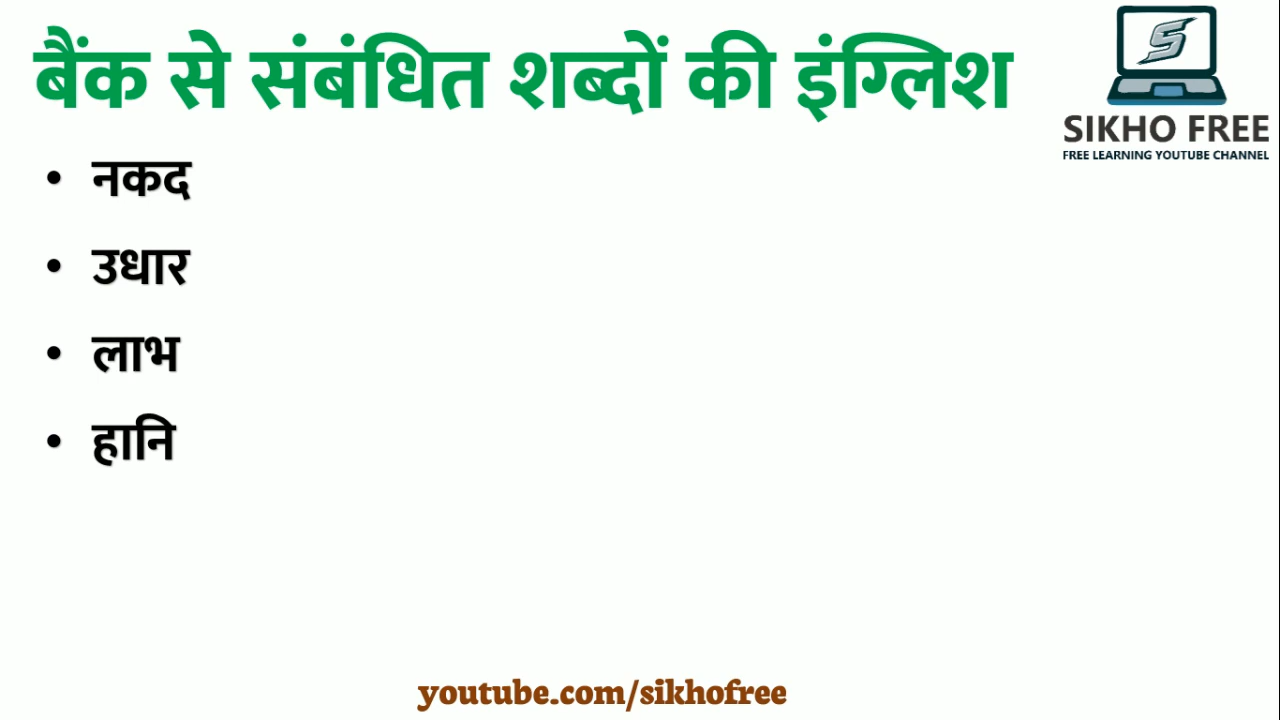 बैंक से संबंधित शब्दों की इंग्लिश
SIKHO FREE
FREE LEARNING YOUTUBE CHANNEL
• नकद
• उधार
• लाभ
• हानि
youtube.com/sikhofree